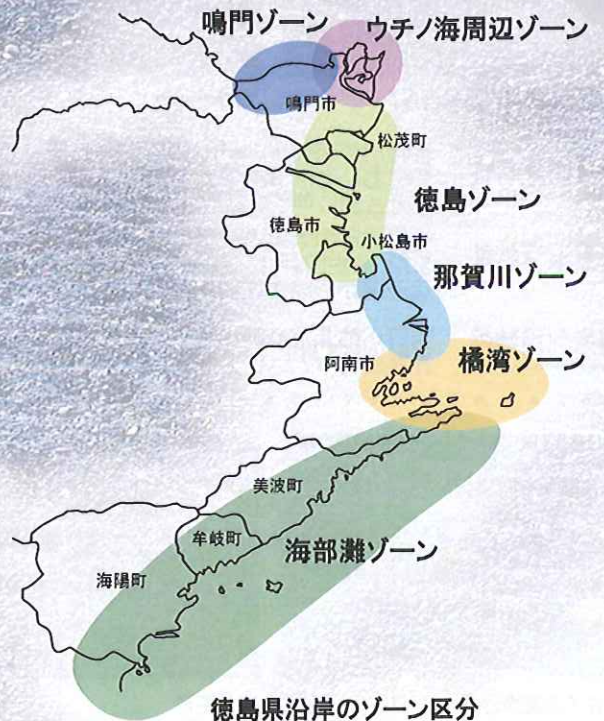 鳴門ゾーン
ウチノ海周辺ゾーン
鳴門市
松茂町
徳島ゾーン
徳島市
小松島市
那賀川ゾーン
阿南市
橘湾ゾーン
美波町
牟岐町
海部灘ゾーン
海陽町
徳島県沿岸のゾーン区分